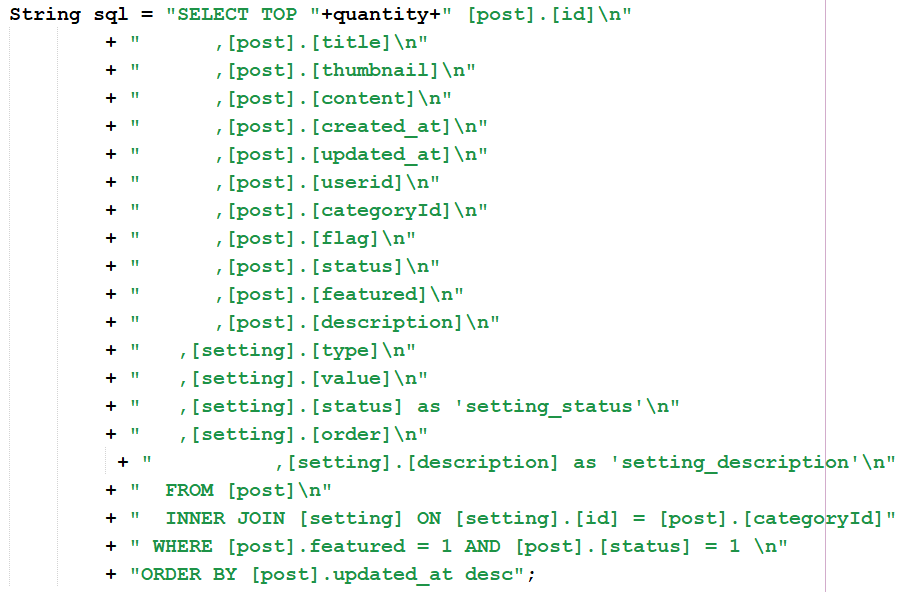 String sql = "SELECT TOP "+quantity+" [post].[id]\n"
+ "      ,[post].[title]\n"
+ "      ,[post].[thumbnail]\n"
+ "      ,[post].[content]\n"
+ "      ,[post].[created_at]\n"
+ "      ,[post].[updated_at]\n"
+ "      ,[post].[userid]\n"
+ "      ,[post].[categoryId]\n"
+ "      ,[post].[flag]\n"
+ "      ,[post].[status]\n"
+ "      ,[post].[featured]\n"
+ "      ,[post].[description]\n"
+ "   ,[setting].[type]\n"
+ "   ,[setting].[value]\n"
+ "   ,[setting].[status] as 'setting_status'\n"
+ "   ,[setting].[order]\n"
+ "          ,[setting].[description] as 'setting_description'\n"
+ "  FROM [post]\n"
+ "  INNER JOIN [setting] ON [setting].[id] = [post].[categoryId]"
+ " WHERE [post].featured = 1 AND [post].[status] = 1 \n"
+ "ORDER BY [post].updated_at desc";